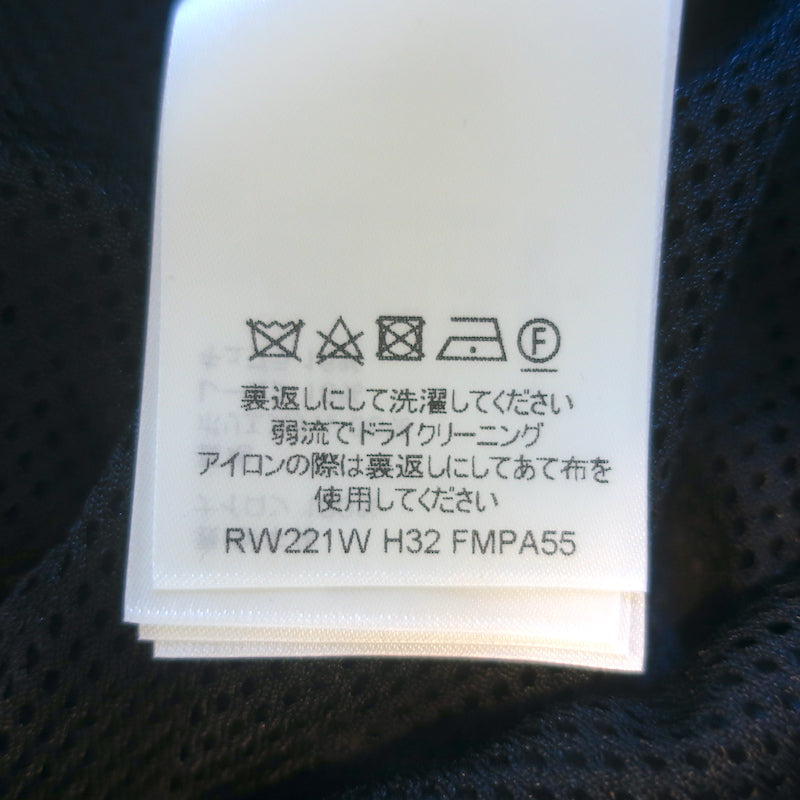 F
裏返しにして洗濯してください
弱流でドライクリーニング
アイロンの際は裏返しにしてあて布を
使用してください
RW221W H32 FMPA55